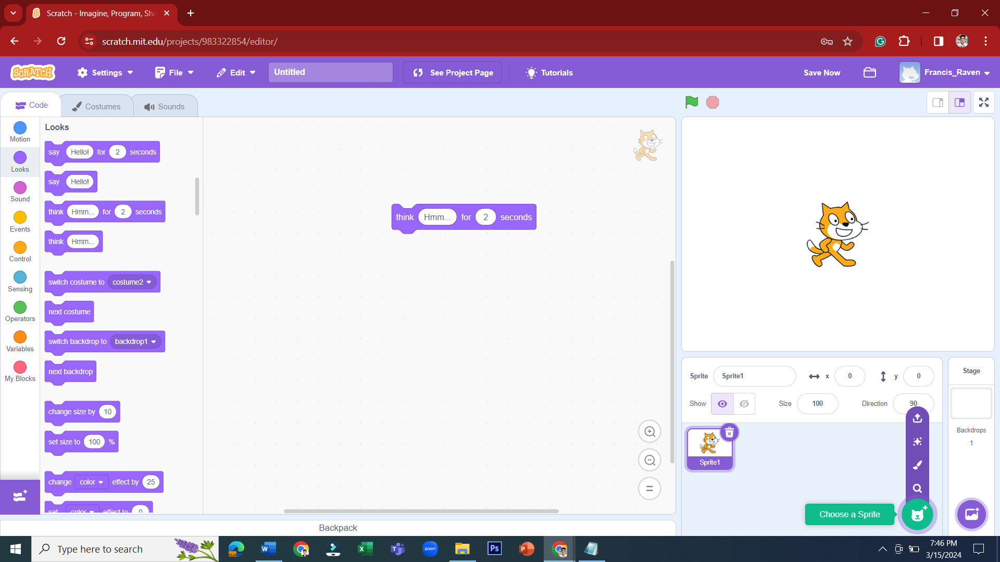 Scratch - Imagine, Program, Sha
scratch.mit.edu/projects/983322854/editor/
SCRATCH Settings File Edit Untitled See Project Page Tutorials Save Now Francis_Raven
Code Costumes Sounds
Motion
Looks
Sound
Events
Control
Sensing
Operators
Variables
My Blocks
Looks
say Hello! for 2 seconds
say Hello!
think Hmm... for 2 seconds
think Hmm...
switch costume to costume2
next costume
switch backdrop to backdrop1
next backdrop
change size by 10
set size to 100 %
change color effect by 25
set color effect to 0
think Hmm... for 2 seconds
Backpack
Sprite Sprite1 x 0 y 0
Show Size 100 Direction 90
Sprite1
Choose a Sprite
Stage
Backdrops
1
Type here to search
W
zoom
Ps
P
7:46 PM
3/15/2024